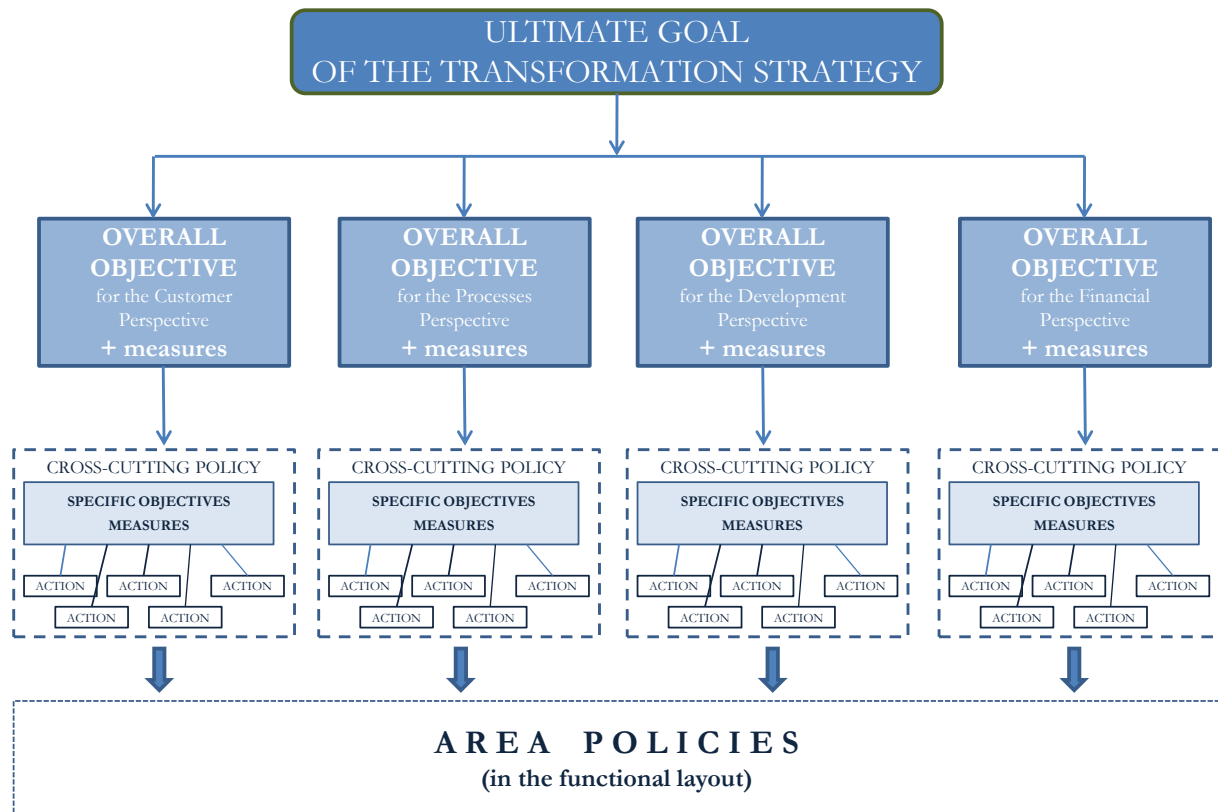 ULTIMATE GOAL
OF THE TRANSFORMATION STRATEGY
OVERALL
OBJECTIVE
for the Customer
Perspective
+ measures
OVERALL
OBJECTIVE
for the Processes
Perspective
+ measures
OVERALL
OBJECTIVE
for the Development
Perspective
+ measures
OVERALL
OBJECTIVE
for the Financial
Perspective
+ measures
CROSS-CUTTING POLICY
SPECIFIC OBJECTIVES
MEASURES
ACTION
ACTION
ACTION
ACTION
ACTION
CROSS-CUTTING POLICY
SPECIFIC OBJECTIVES
MEASURES
ACTION
ACTION
ACTION
ACTION
ACTION
CROSS-CUTTING POLICY
SPECIFIC OBJECTIVES
MEASURES
ACTION
ACTION
ACTION
ACTION
ACTION
CROSS-CUTTING POLICY
SPECIFIC OBJECTIVES
MEASURES
ACTION
ACTION
ACTION
ACTION
ACTION
AREA POLICIES
(in the functional layout)